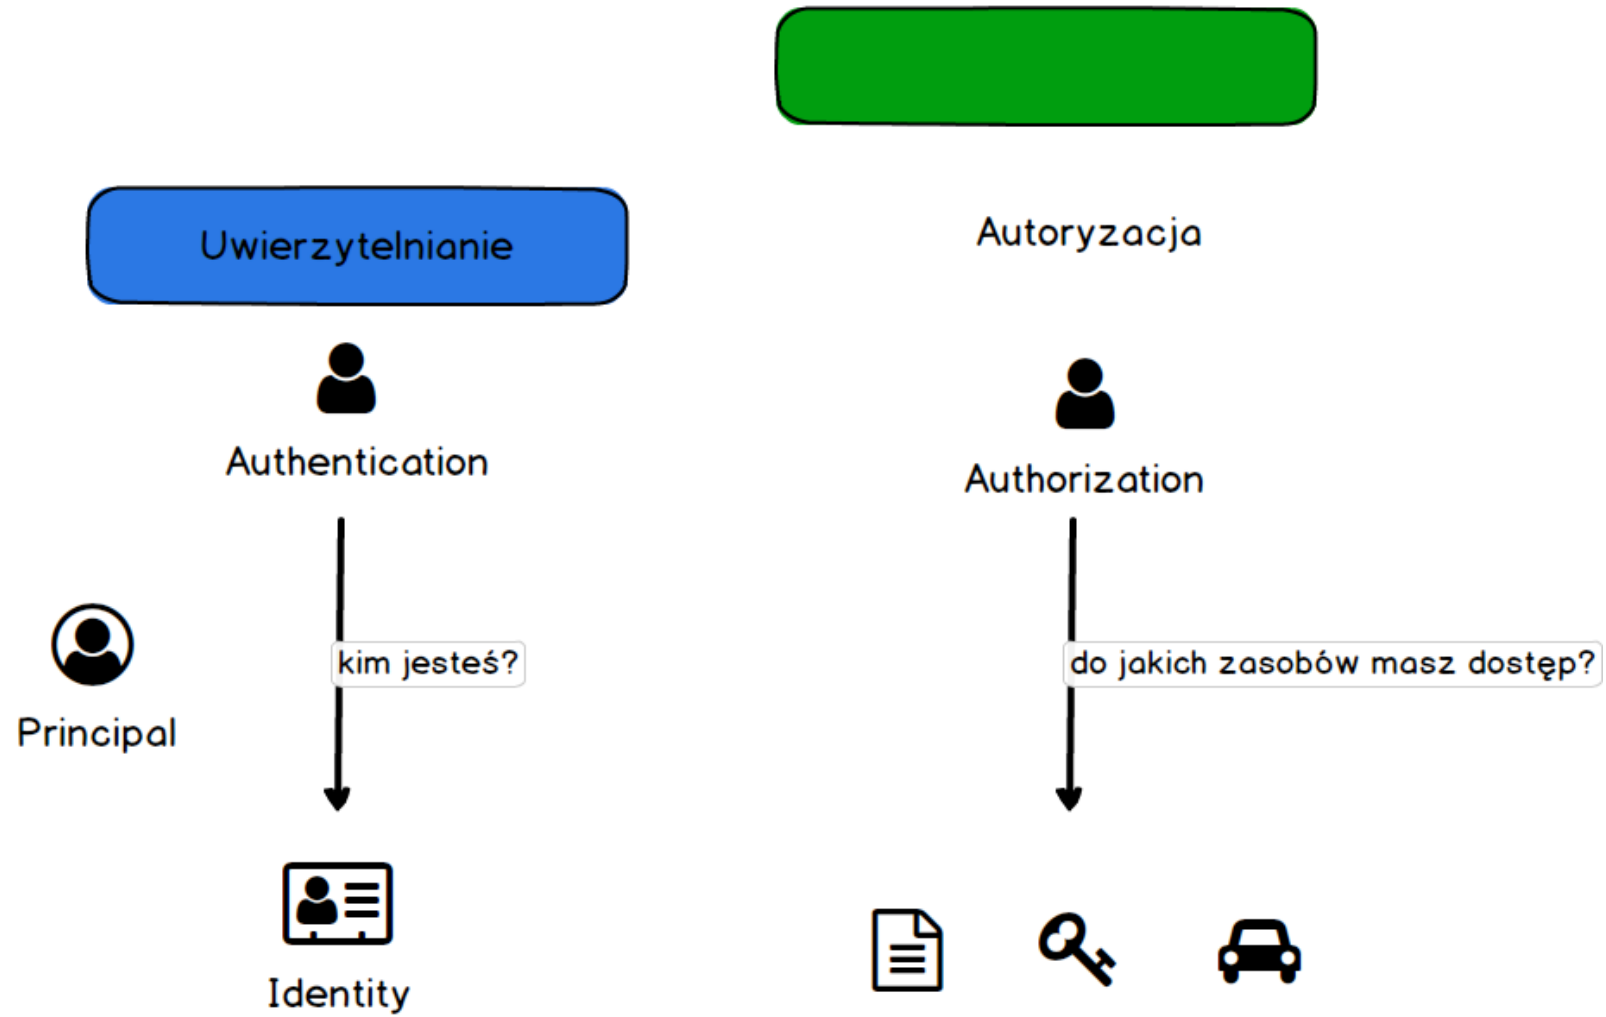 Uwierzytelnianie
Autoryzacja
Authentication
Authorization
kim jesteś?
do jakich zasobów masz dostęp?
Principal
Identity